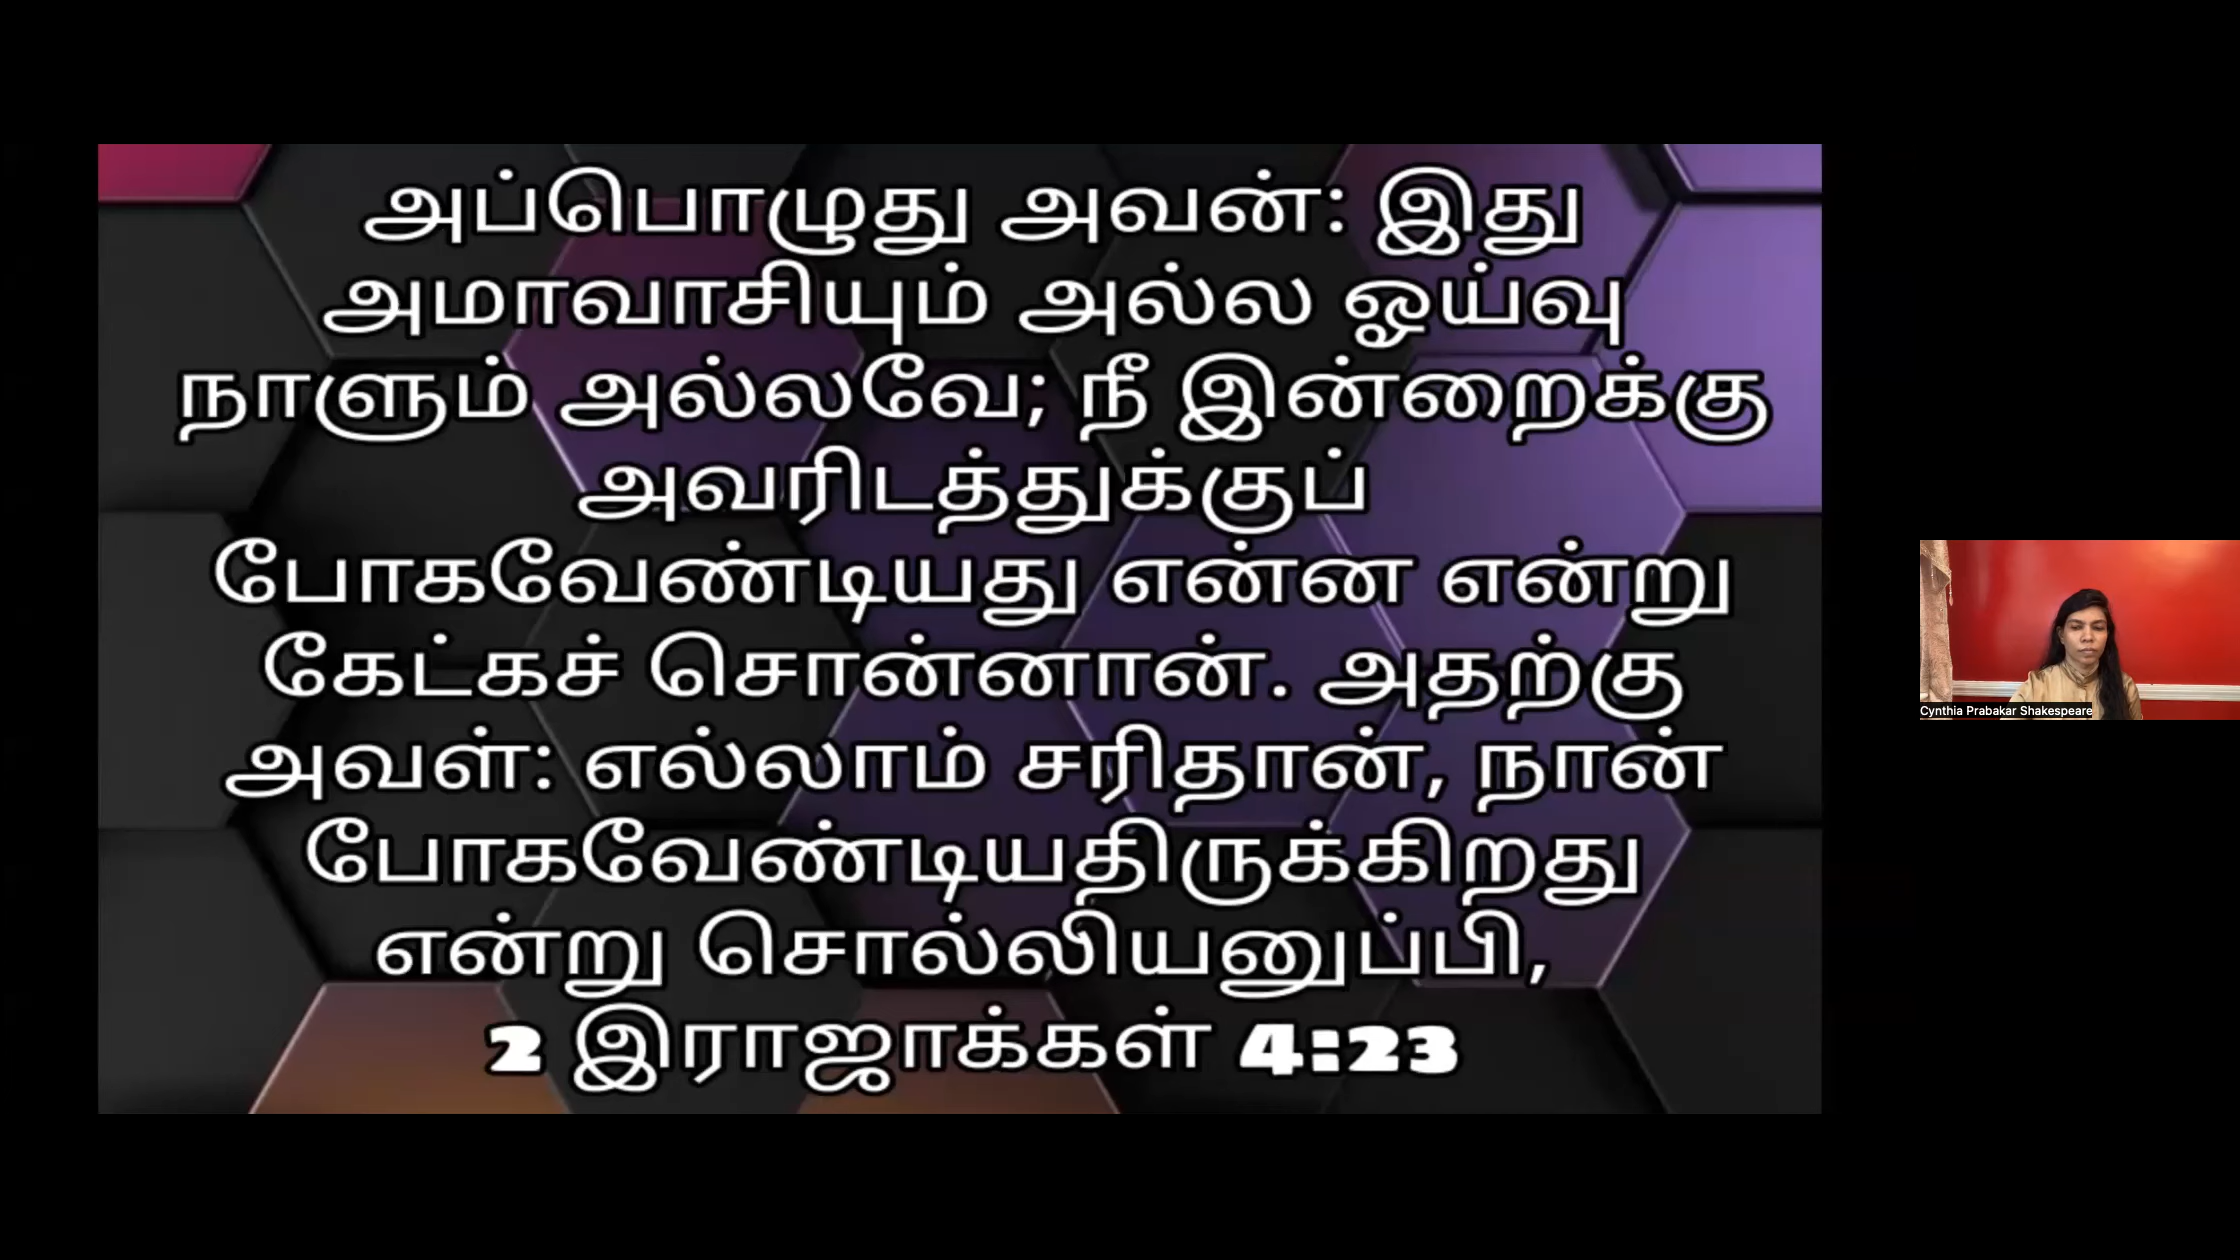 அப்பொழுது அவன்: இது
அமாவாசியும் அல்ல ஓய்வு
நாளும் அல்லவே; நீ இன்றைக்கு
அவரிடத்துக்குப்
போகவேண்டியது என்ன என்று
கேட்கச் சொன்னான். அதற்கு
அவள்: எல்லாம் சரிதான், நான்
போகவேண்டியதிருக்கிறது
என்று சொல்லியனுப்பி,
2 இராஜாக்கள் 4:23
Cynthia Prabakar Shakespeare